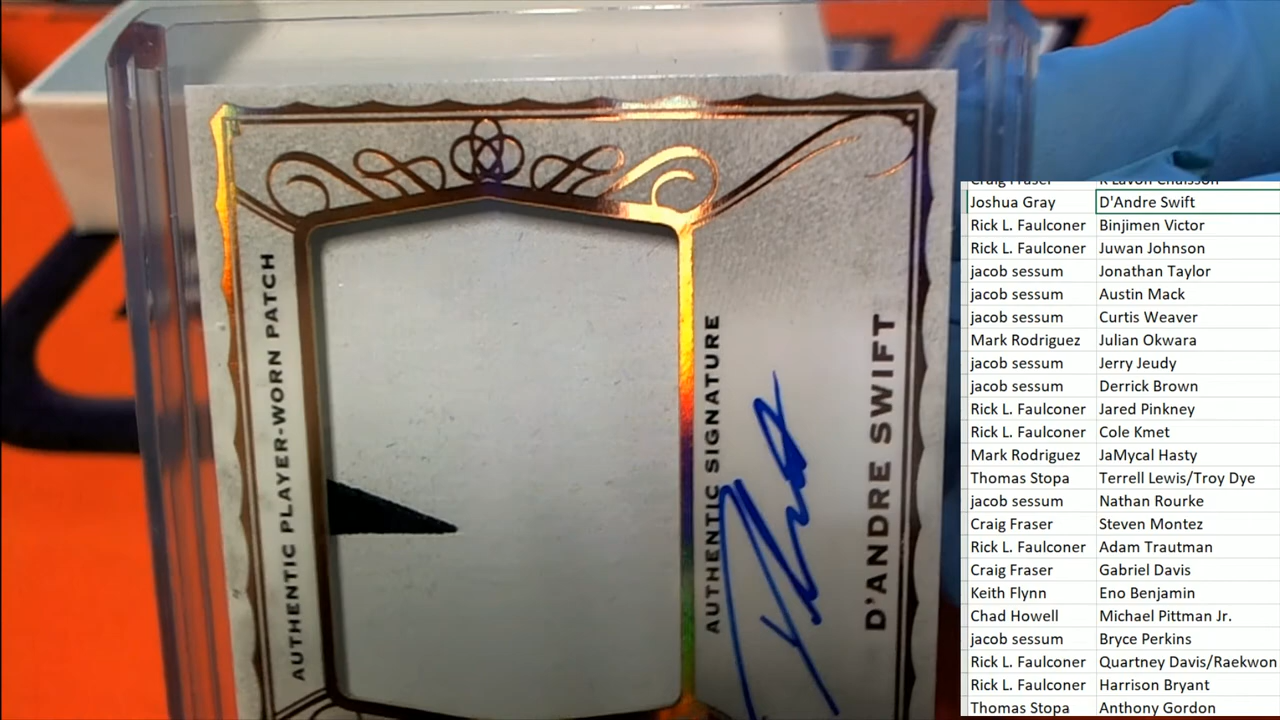 AUTHENTIC PLAYER-WORN PATCH
AUTHENTIC SIGNATURE
D'ANDRE SWIFT
Craig Fraser K'Lavon Chaisson
Joshua Gray D'Andre Swift
Rick L. Faulconer Binjimen Victor
Rick L. Faulconer Juwan Johnson
jacob sessum Jonathan Taylor
jacob sessum Austin Mack
jacob sessum Curtis Weaver
Mark Rodriguez Julian Okwara
jacob sessum Jerry Jeudy
jacob sessum Derrick Brown
Rick L. Faulconer Jared Pinkney
Rick L. Faulconer Cole Kmet
Mark Rodriguez JaMycal Hasty
Thomas Stopa Terrell Lewis/Troy Dye
jacob sessum Nathan Rourke
Craig Fraser Steven Montez
Rick L. Faulconer Adam Trautman
Craig Fraser Gabriel Davis
Keith Flynn Eno Benjamin
Chad Howell Michael Pittman Jr.
jacob sessum Bryce Perkins
Rick L. Faulconer Quartney Davis/Raekwon
Rick L. Faulconer Harrison Bryant
Thomas Stopa Anthony Gordon